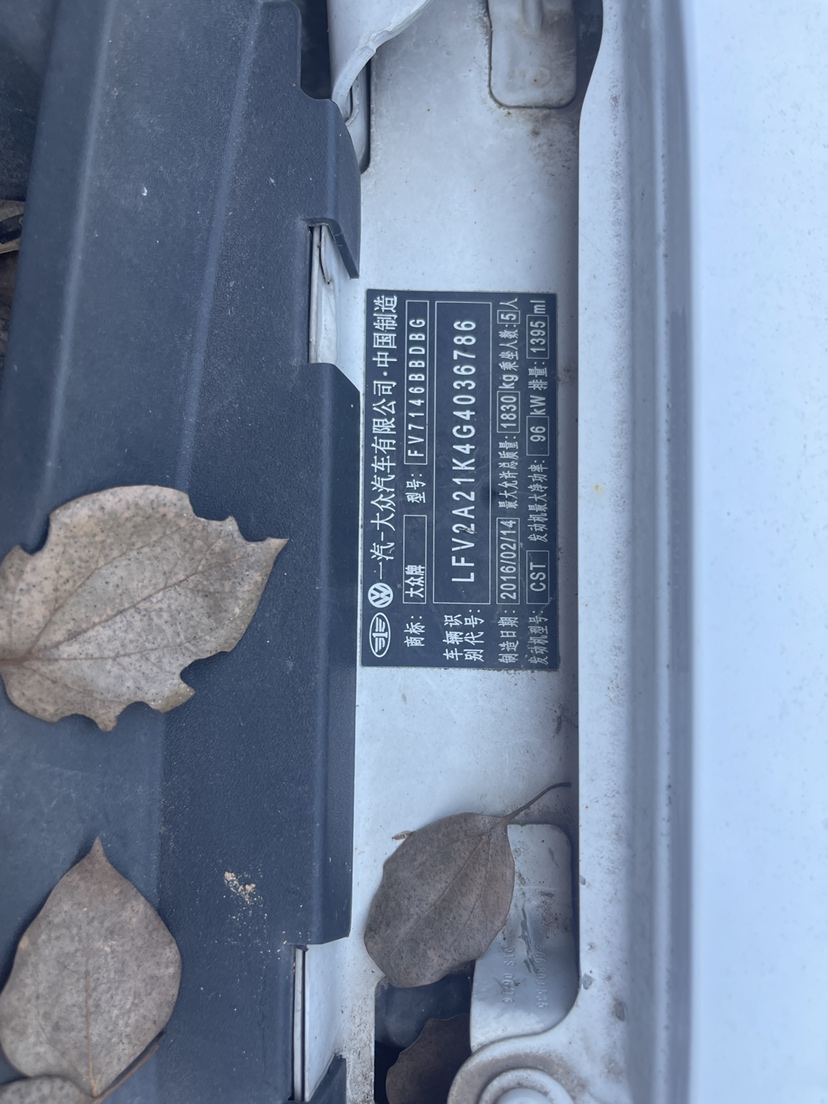 一汽-大众汽车有限公司·中国制造
商标: 大众牌 型号: FV7146BBDBG
车辆识别代号: LFV2A21K4G4036786
制造日期: 2016/02/14 最大允许总质量: 1830 kg 乘坐人数: 5 人
发动机型号: CST 发动机最大净功率: 96 kW 排量: 1395 ml